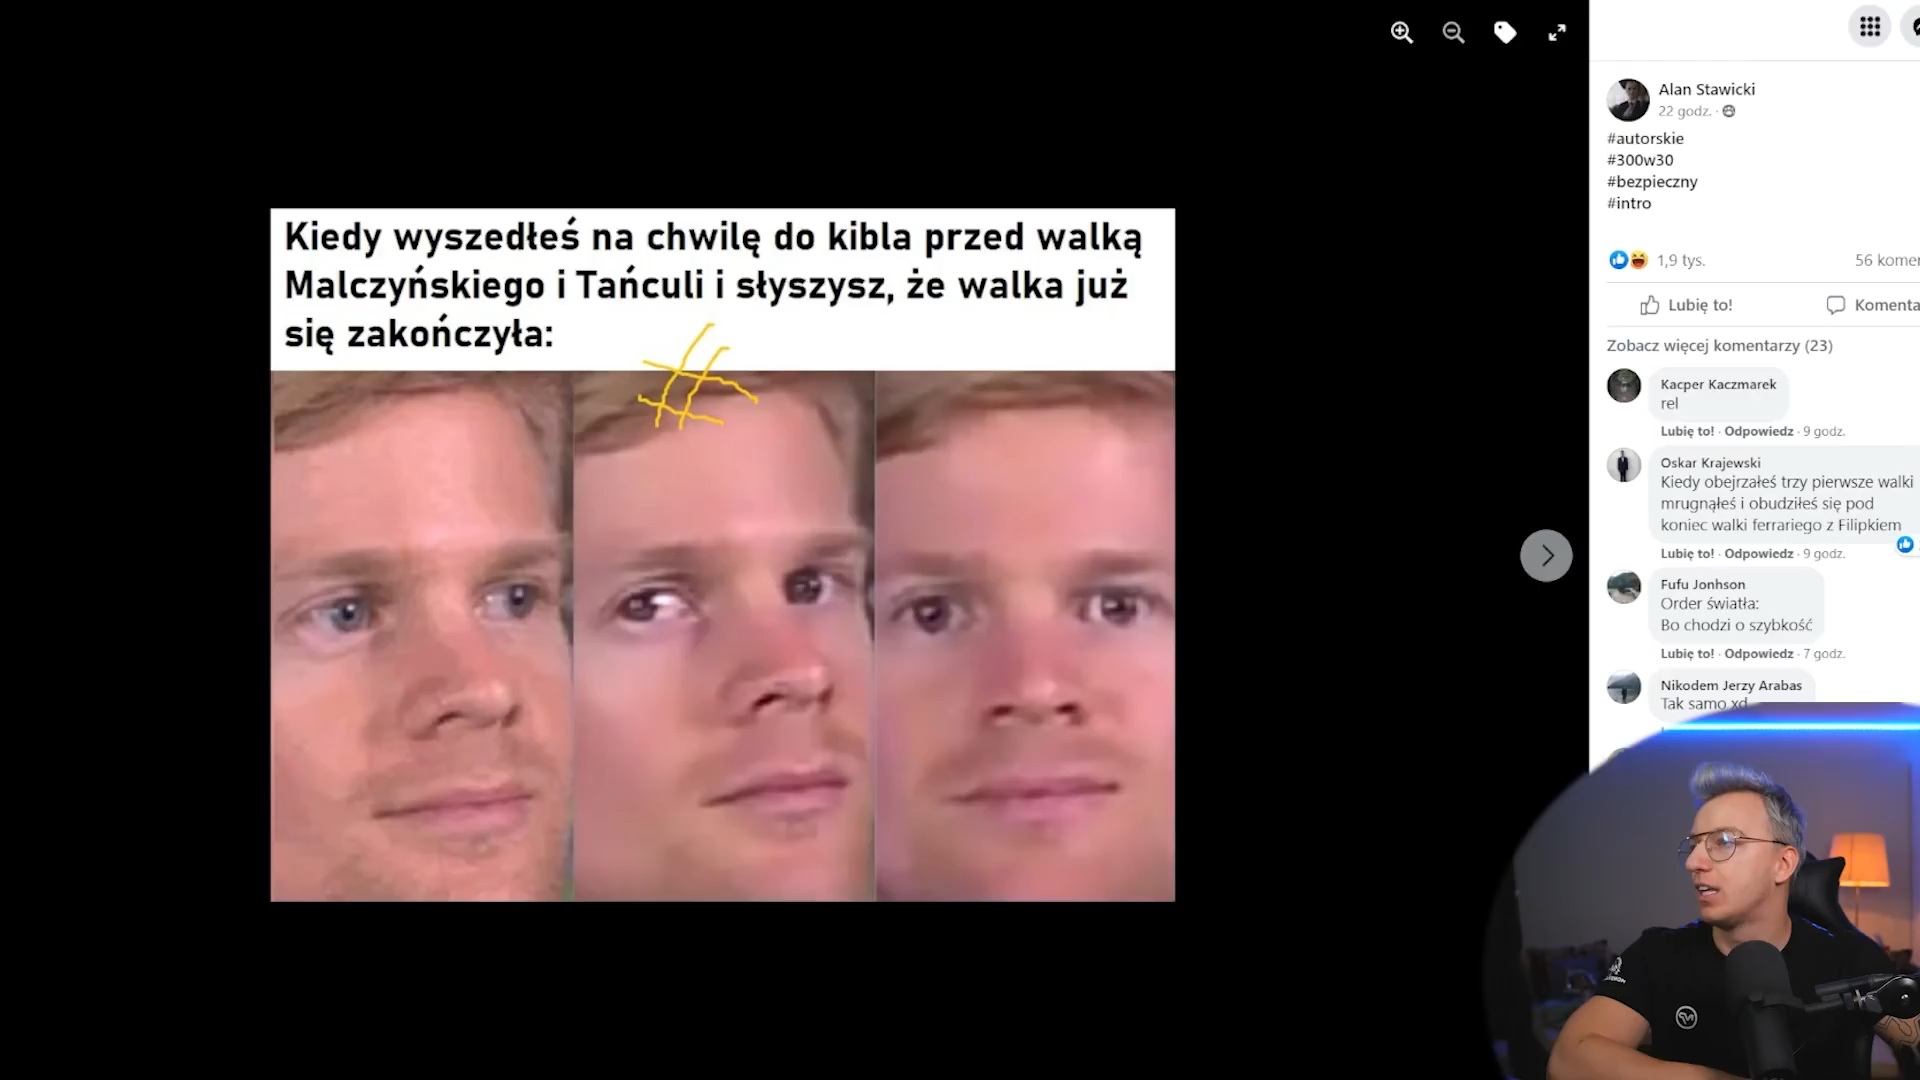 Kiedy wyszedłeś na chwilę do kibla przed walką
Malczyńskiego i Tańculi i słyszysz, że walka już
się zakończyła:
Alan Stawicki
22 godz. ·
#autorskie
#300w30
#bezpieczny
#intro
1,9 tys.
56 komen
Lubię to!
Komenta
Zobacz więcej komentarzy (23)
Kacper Kaczmarek
rel
Lubię to! · Odpowiedz · 9 godz.
Oskar Krajewski
Kiedy obejrzałeś trzy pierwsze walki
mrugnąłeś i obudziłeś się pod
koniec walki ferrariego z Filipkiem
Lubię to! · Odpowiedz · 9 godz.
Fufu Jonhson
Order światła:
Bo chodzi o szybkość
Lubię to! · Odpowiedz · 7 godz.
Nikodem Jerzy Arabas
Tak samo xd